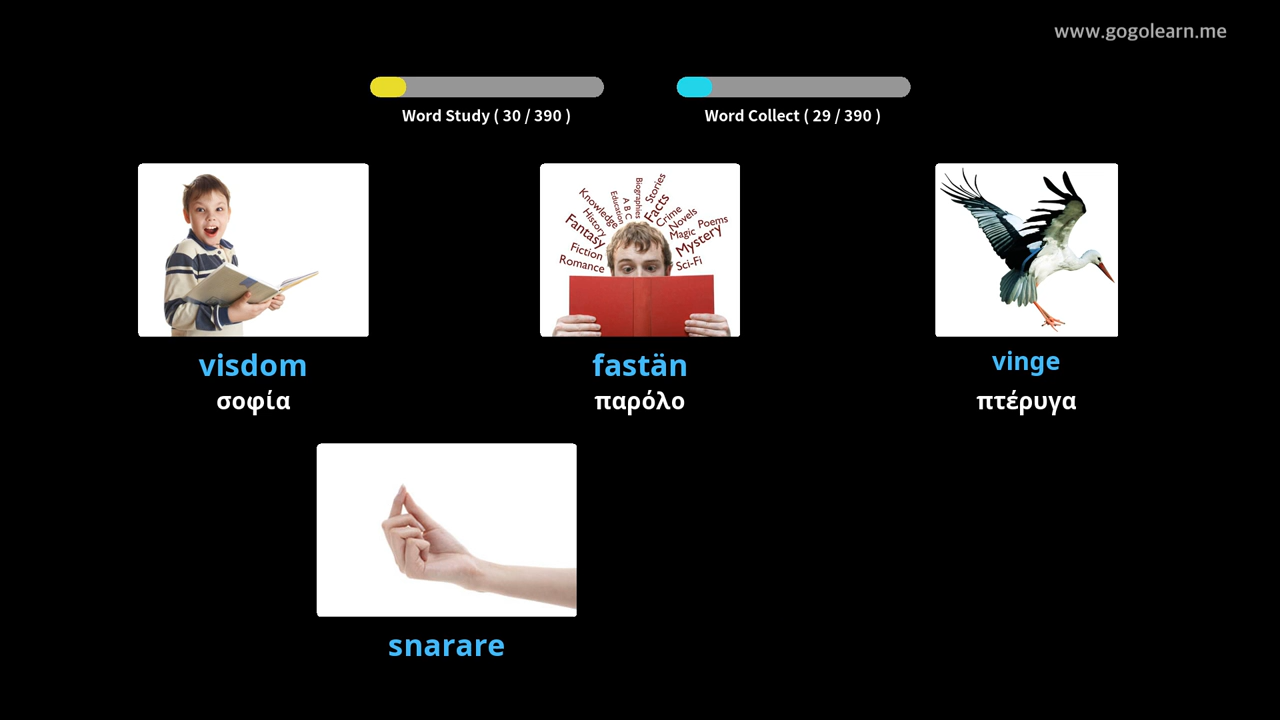 www.gogolearn.me
Word Study ( 30 / 390 )
Word Collect ( 29 / 390 )
Knowledge
Education
Biographies
Stories
History
A B C
Facts
Crime
Fantasy
Novels
Magic
Poems
Fiction
Mystery
Romance
Sci-Fi
visdom
σοφία
fastän
παρόλο
vinge
πτέρυγα
snarare